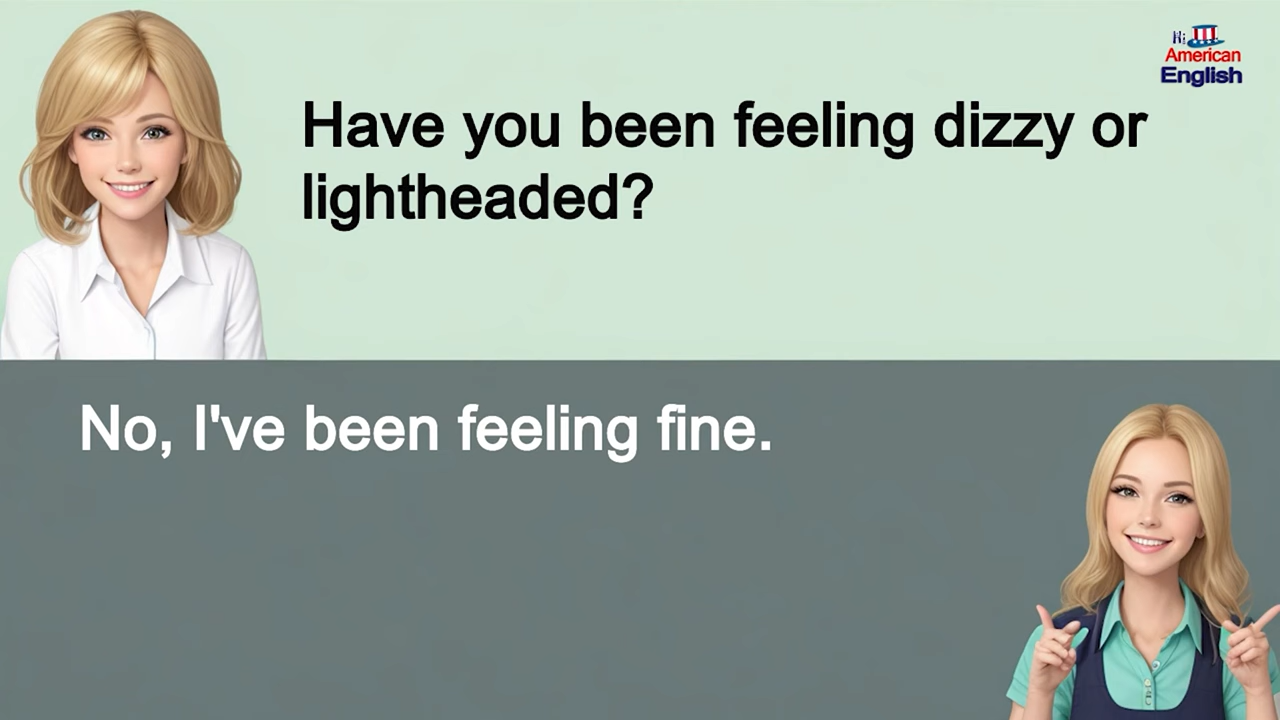 Hi
American
English
Have you been feeling dizzy or
lightheaded?
No, I've been feeling fine.